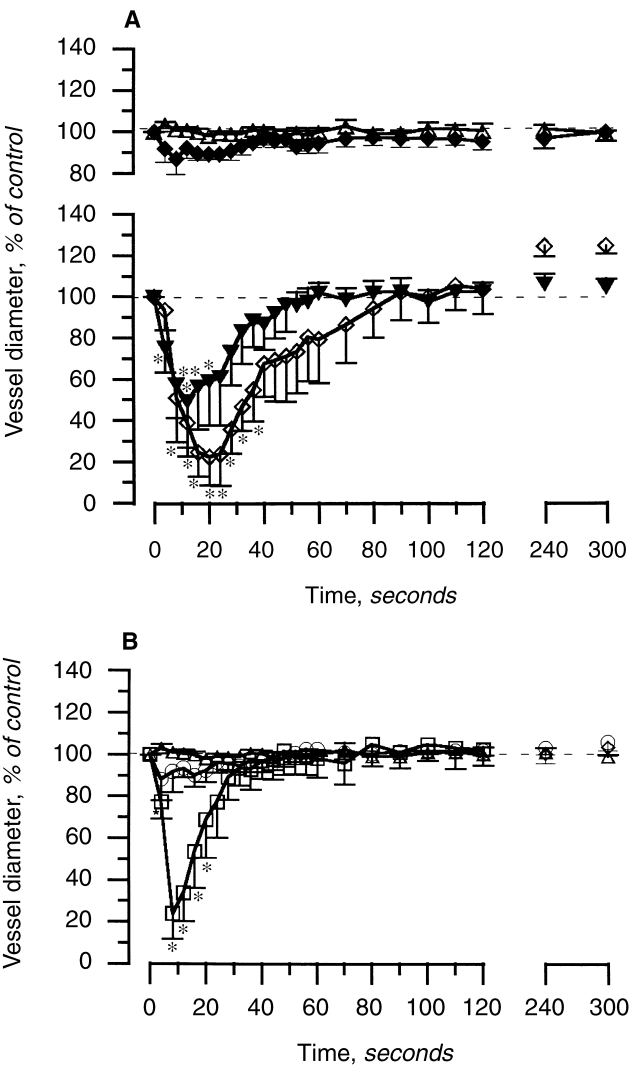 A
140
120
100
80
140
120
100
80
60
40
20
0
Vessel diameter, % of control
* ** * * * * * * ** * * *
0 20 40 60 80 100 120 240 300
Time, seconds
B
140
120
100
80
60
40
20
0
Vessel diameter, % of control
* * * * *
0 20 40 60 80 100 120 240 300
Time, seconds